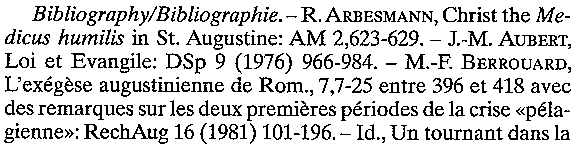 Bibliography/Bibliographie. – R. ARBESMANN, Christ the Me-
dicus humilis in St. Augustine: AM 2,623-629. – J.-M. AUBERT,
Loi et Evangile: DSp 9 (1976) 966-984. – M.-F. BERROUARD,
L'exégèse augustinienne de Rom., 7,7-25 entre 396 et 418 avec
des remarques sur les deux premières périodes de la crise «péla-
gienne»: RechAug 16 (1981) 101-196. – Id., Un tournant dans la